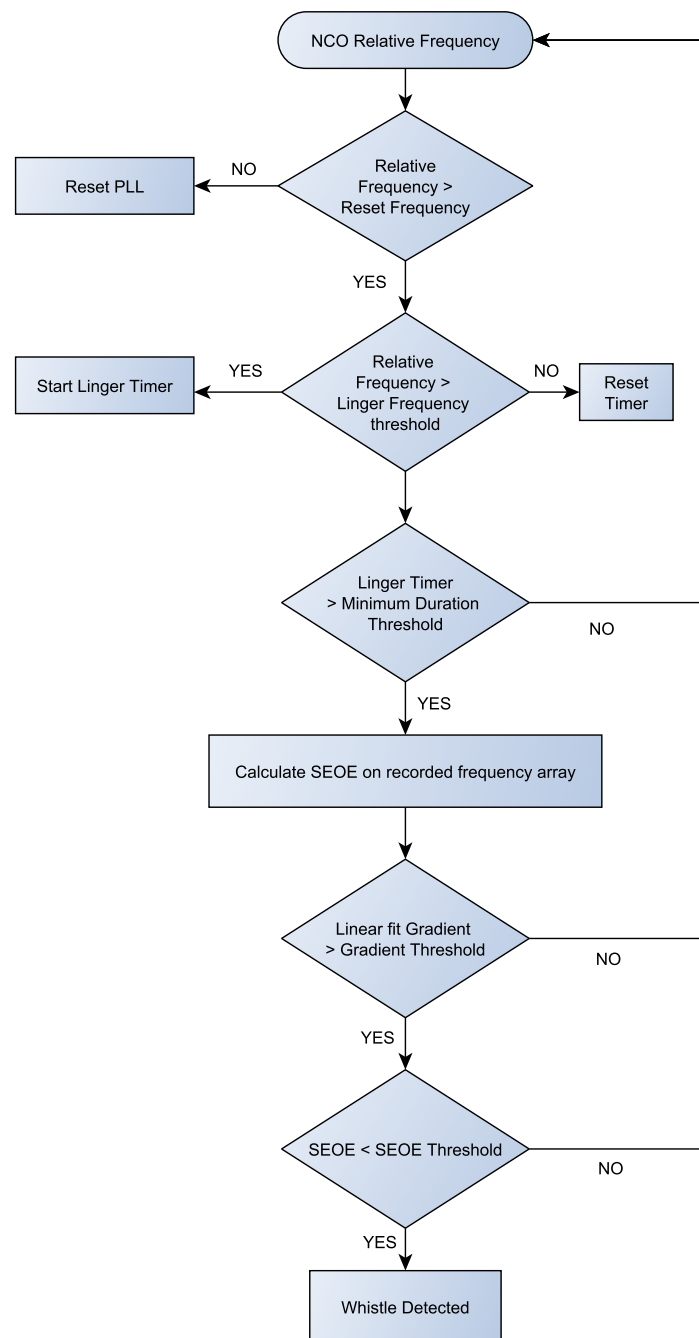 NCO Relative Frequency
Relative
Frequency >
Reset Frequency
NO
Reset PLL
YES
Relative
Frequency >
Linger Frequency
threshold
YES
Start Linger Timer
NO
Reset
Timer
Linger Timer
> Minimum Duration
Threshold
NO
YES
Calculate SEOE on recorded frequency array
Linear fit Gradient
> Gradient Threshold
NO
YES
SEOE < SEOE Threshold
NO
YES
Whistle Detected